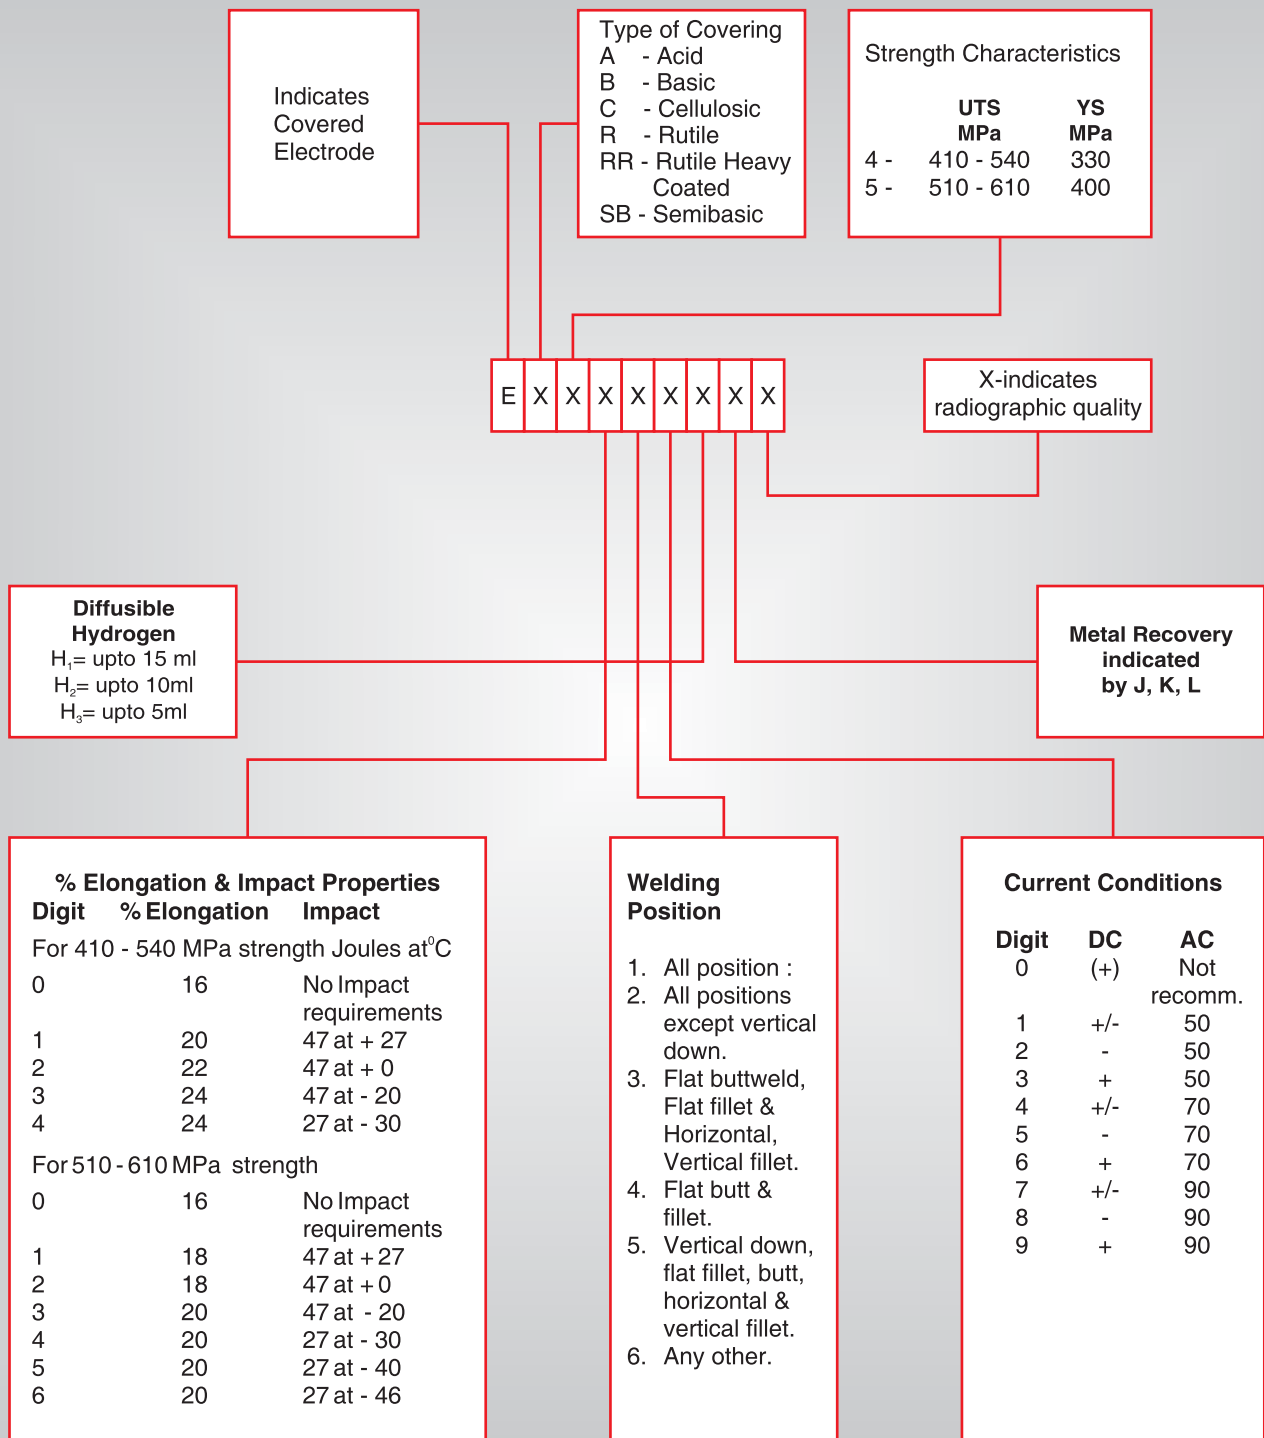 Indicates
Covered
Electrode
Type of Covering
A - Acid
B - Basic
C - Cellulosic
R - Rutile
RR - Rutile Heavy
Coated
SB - Semibasic
Strength Characteristics
UTS YS
MPa MPa
4 - 410 - 540 330
5 - 510 - 610 400
E X X X X X X X X
X-indicates
radiographic quality
Diffusible
Hydrogen
H₁= upto 15 ml
H₂= upto 10ml
H₃= upto 5ml
Metal Recovery
indicated
by J, K, L
% Elongation & Impact Properties
Digit % Elongation Impact
For 410 - 540 MPa strength Joules at⁰C
0 16 No Impact
requirements
1 20 47 at + 27
2 22 47 at + 0
3 24 47 at - 20
4 24 27 at - 30
For 510 - 610 MPa strength
0 16 No Impact
requirements
1 18 47 at + 27
2 18 47 at + 0
3 20 47 at - 20
4 20 27 at - 30
5 20 27 at - 40
6 20 27 at - 46
Welding
Position
1. All position :
2. All positions
except vertical
down.
3. Flat buttweld,
Flat fillet &
Horizontal,
Vertical fillet.
4. Flat butt &
fillet.
5. Vertical down,
flat fillet, butt,
horizontal &
vertical fillet.
6. Any other.
Current Conditions
Digit DC AC
0 (+) Not
recomm.
1 +/- 50
2 - 50
3 + 50
4 +/- 70
5 - 70
6 + 70
7 +/- 90
8 - 90
9 + 90